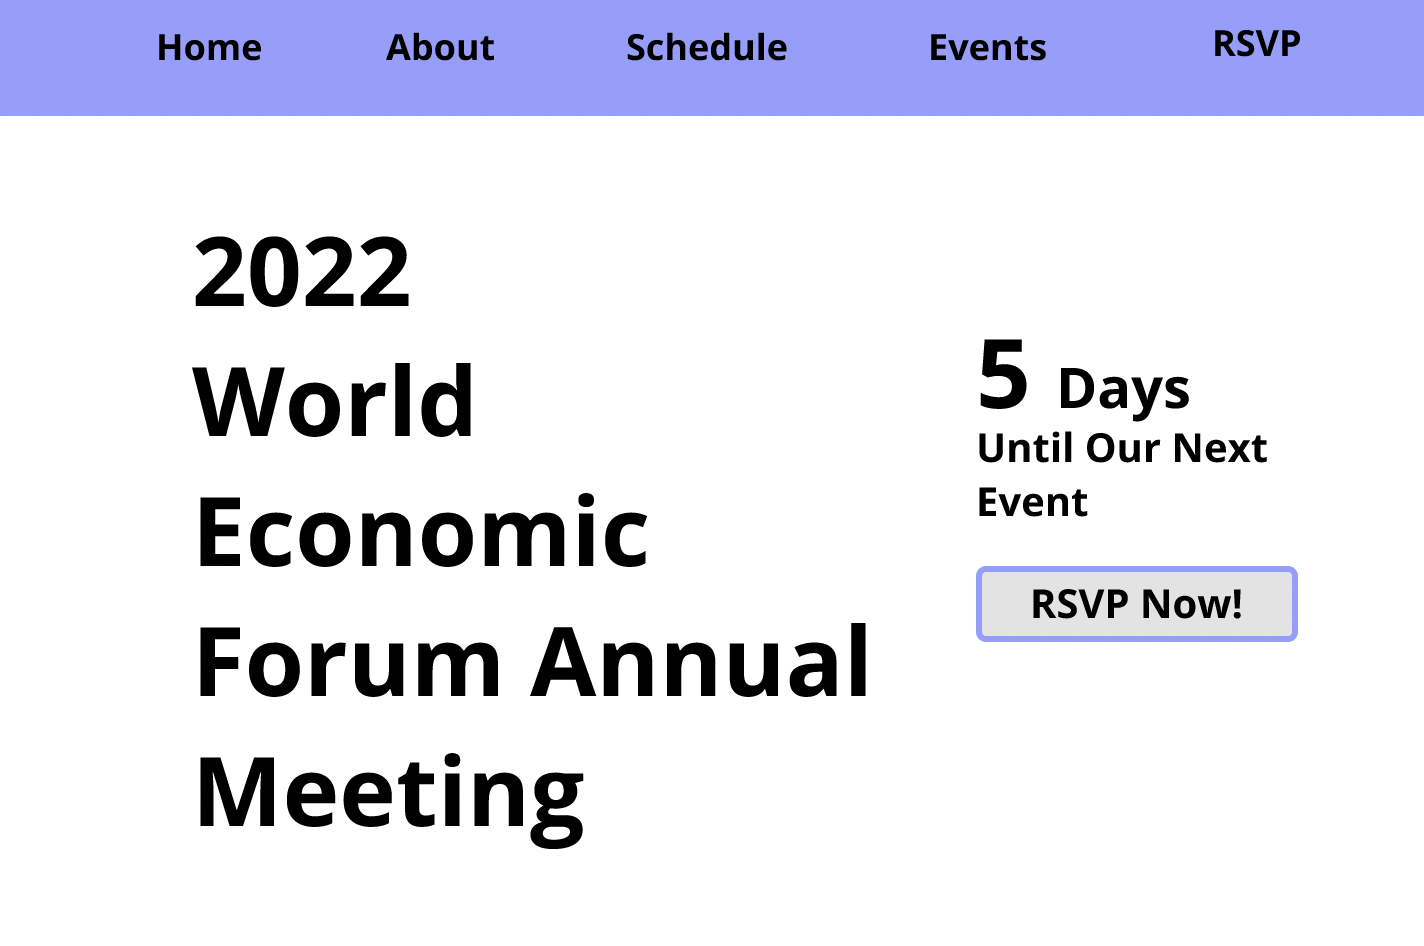 Home About Schedule Events RSVP
2022
World
Economic
Forum Annual
Meeting
5 Days
Until Our Next
Event
RSVP Now!